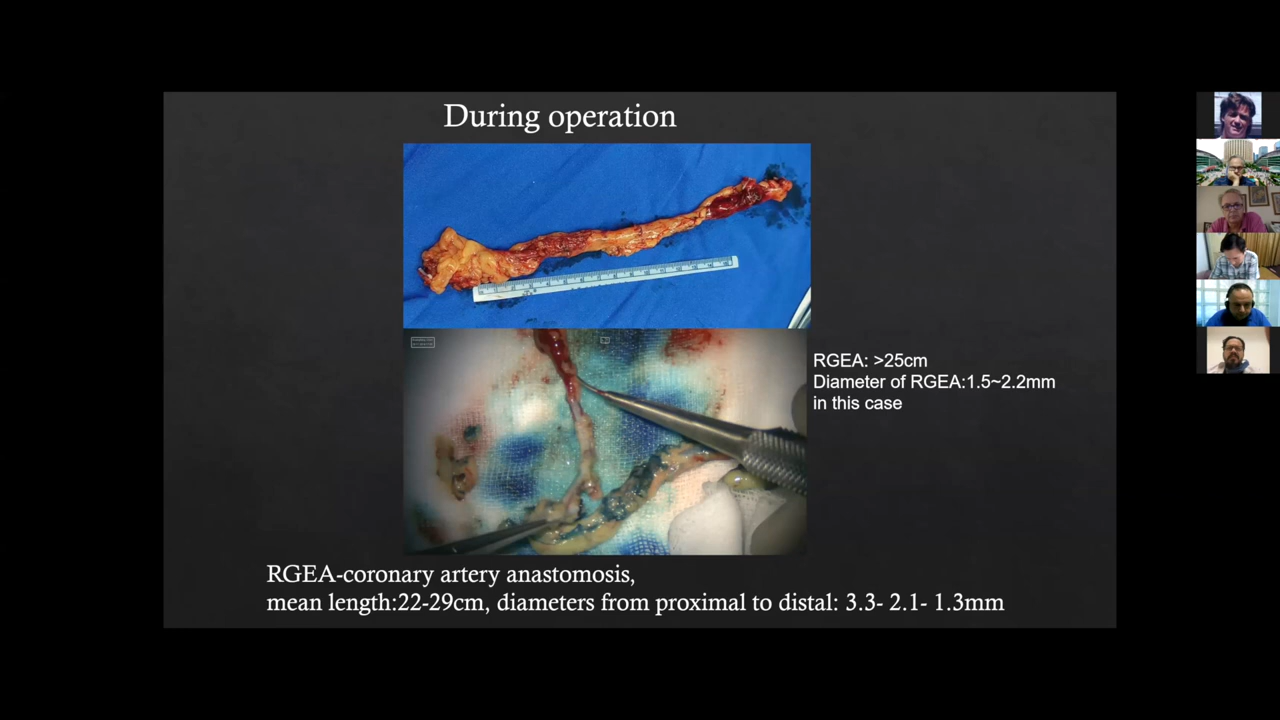 During operation
RGEA: >25cm
Diameter of RGEA:1.5~2.2mm
in this case
RGEA-coronary artery anastomosis,
mean length:22-29cm, diameters from proximal to distal: 3.3- 2.1- 1.3mm